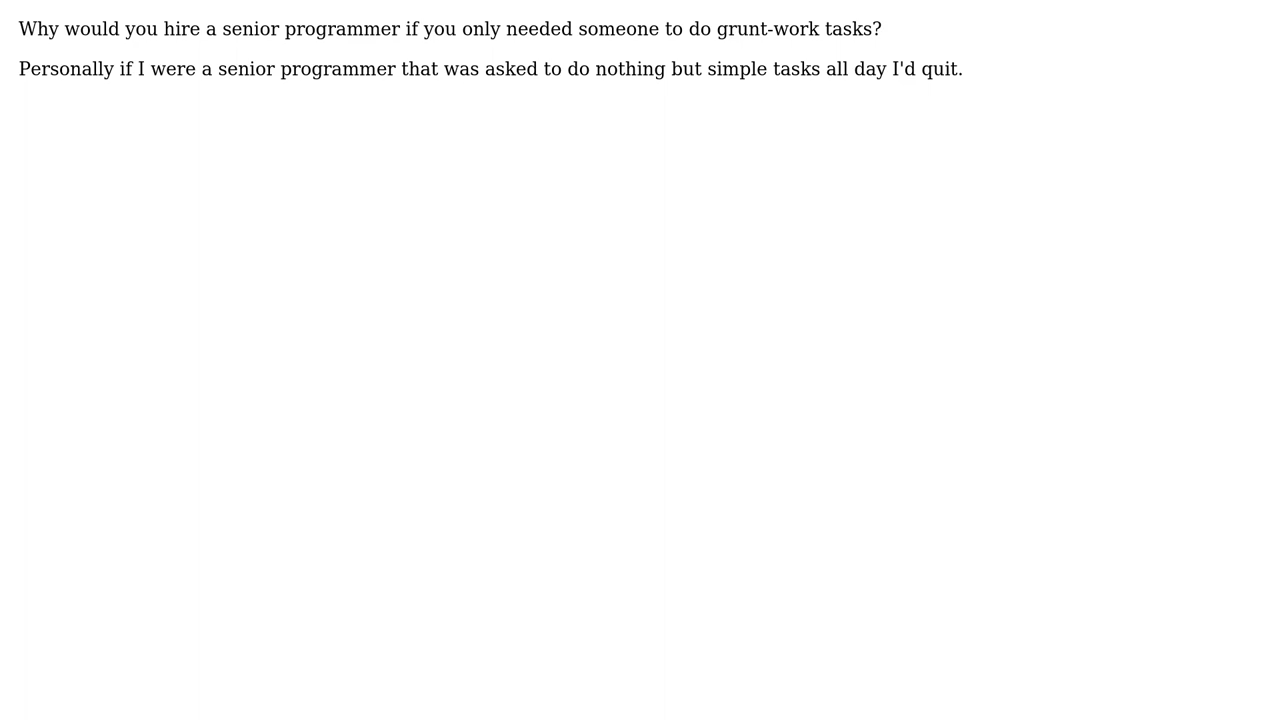 Why would you hire a senior programmer if you only needed someone to do grunt-work tasks?
Personally if I were a senior programmer that was asked to do nothing but simple tasks all day I'd quit.